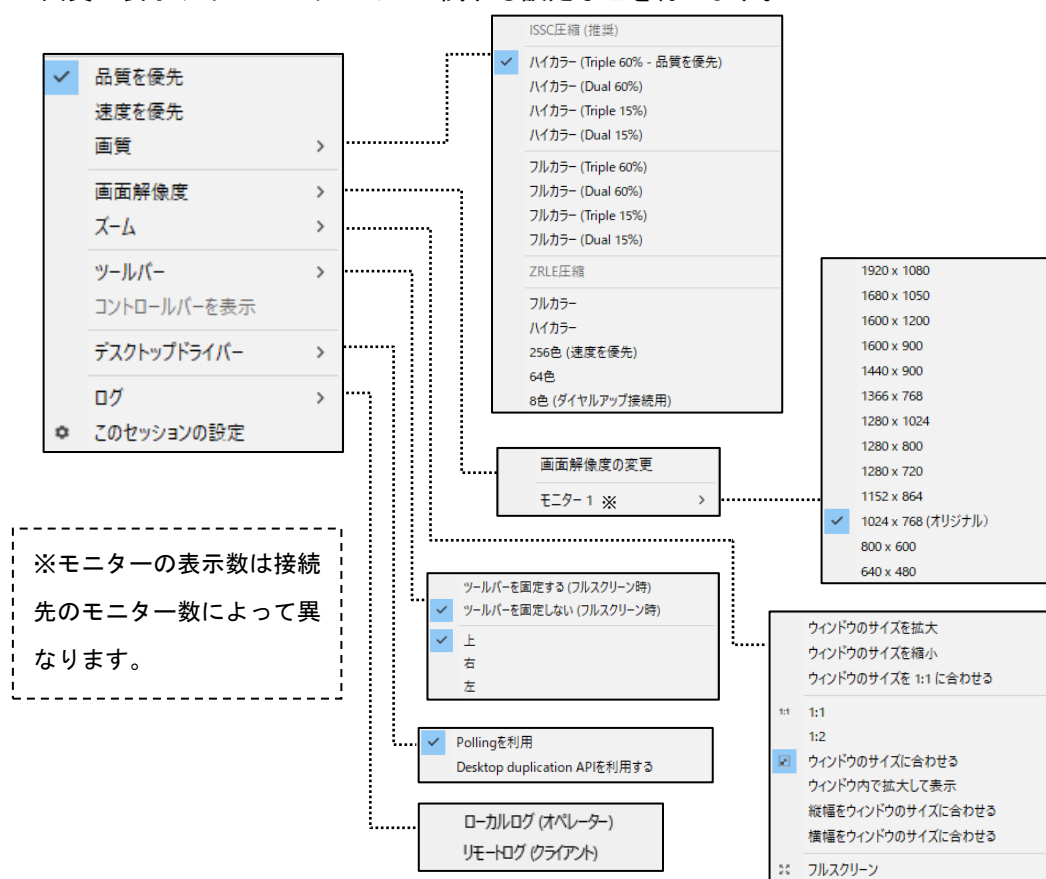 品質を優先
速度を優先
画質
画面解像度
ズーム
ツールバー
コントロールバーを表示
デスクトップドライバー
ログ
このセッションの設定
ISSC圧縮 (推奨)
ハイカラー (Triple 60% - 品質を優先)
ハイカラー (Dual 60%)
ハイカラー (Triple 15%)
ハイカラー (Dual 15%)
フルカラー (Triple 60%)
フルカラー (Dual 60%)
フルカラー (Triple 15%)
フルカラー (Dual 15%)
ZRLE圧縮
フルカラー
ハイカラー
256色 (速度を優先)
64色
8色 (ダイヤルアップ接続用)
画面解像度の変更
モニター 1 ※
1920 x 1080
1680 x 1050
1600 x 1200
1600 x 900
1440 x 900
1366 x 768
1280 x 1024
1280 x 800
1280 x 720
1152 x 864
1024 x 768 (オリジナル）
800 x 600
640 x 480
※モニターの表示数は接続
先のモニター数によって異
なります。
ツールバーを固定する (フルスクリーン時)
ツールバーを固定しない (フルスクリーン時)
上
右
左
Pollingを利用
Desktop duplication APIを利用する
ローカルログ (オペレーター)
リモートログ (クライアント)
ウィンドウのサイズを拡大
ウィンドウのサイズを縮小
ウィンドウのサイズを 1:1 に合わせる
1:1 1:1
1:2
ウィンドウのサイズに合わせる
ウィンドウ内で拡大して表示
縦幅をウィンドウのサイズに合わせる
横幅をウィンドウのサイズに合わせる
フルスクリーン